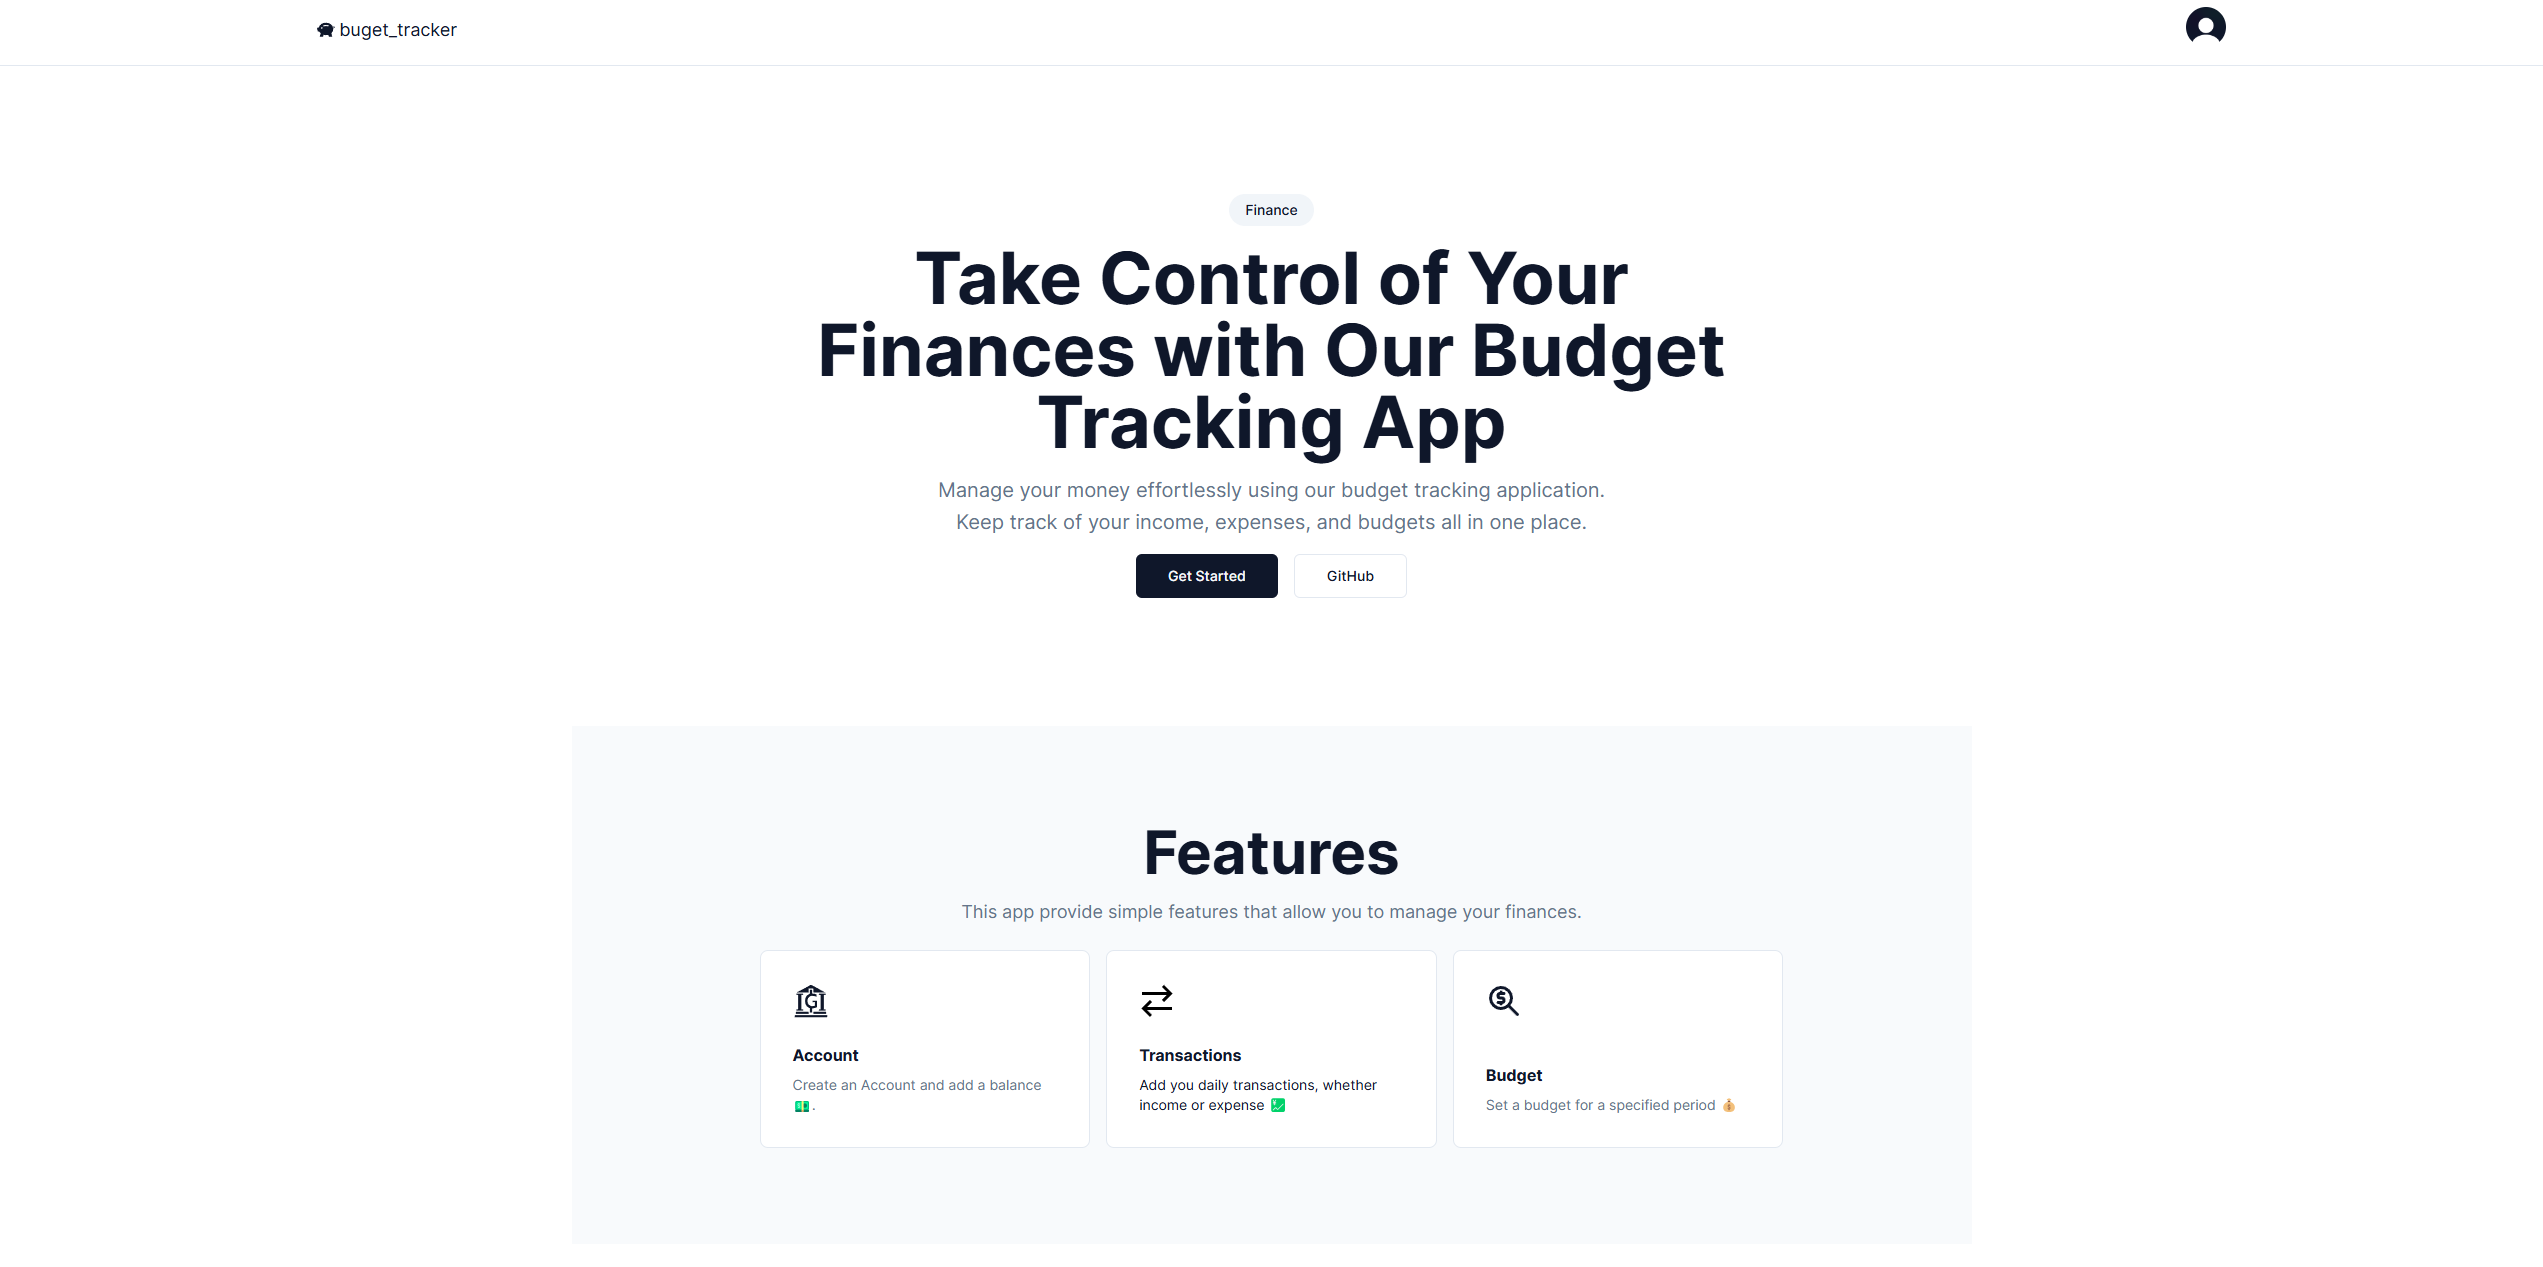 buget_tracker
Finance
Take Control of Your
Finances with Our Budget
Tracking App
Manage your money effortlessly using our budget tracking application.
Keep track of your income, expenses, and budgets all in one place.
Get Started
GitHub
Features
This app provide simple features that allow you to manage your finances.
Account
Create an Account and add a balance
💵 .
Transactions
Add you daily transactions, whether
income or expense 💹
Budget
Set a budget for a specified period 💰